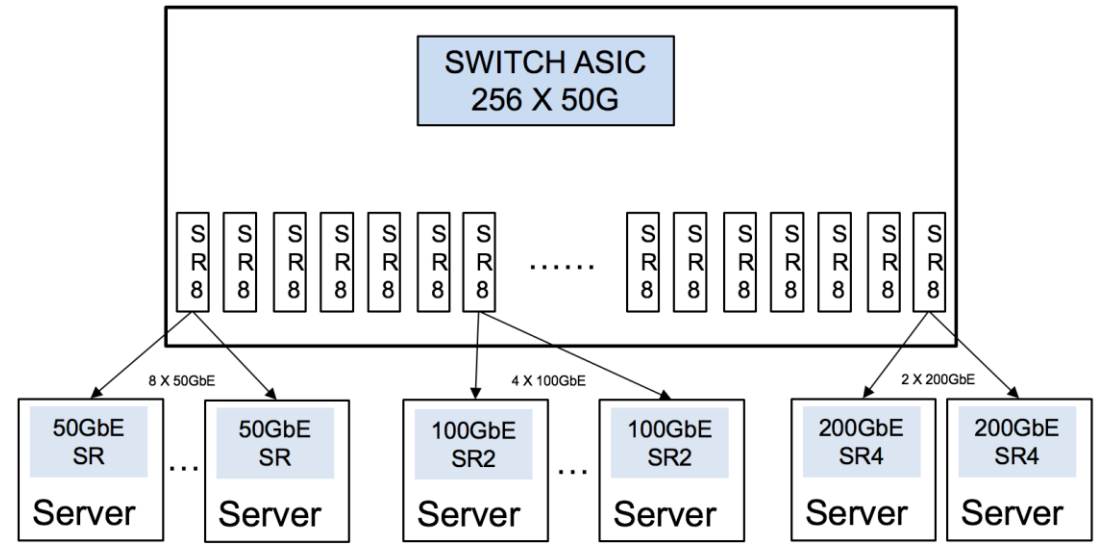 SWITCH ASIC
256 X 50G
S S S S S S S S S S S S S S
R R R R R R R ...... R R R R R R R
8 8 8 8 8 8 8 8 8 8 8 8 8 8
8 X 50GbE 4 X 100GbE 2 X 200GbE
50GbE 50GbE 100GbE 100GbE 200GbE 200GbE
SR ... SR SR2 ... SR2 SR4 SR4
Server Server Server Server Server Server